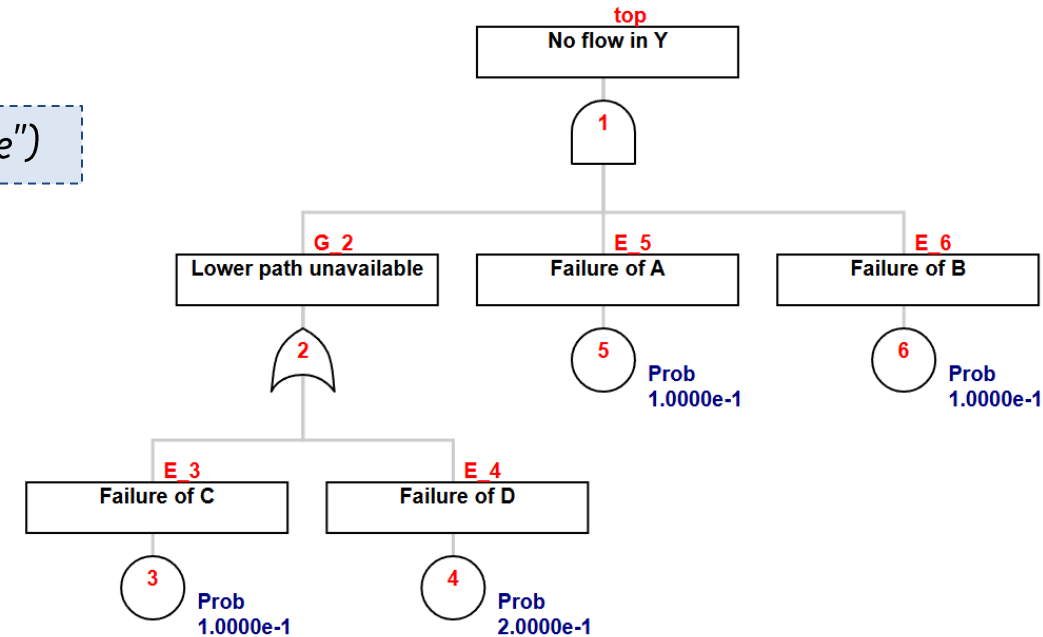 top
No flow in Y
1
e")
G_2
Lower path unavailable
E_5
Failure of A
E_6
Failure of B
2
5
Prob
1.0000e-1
6
Prob
1.0000e-1
E_3
Failure of C
E_4
Failure of D
3
Prob
1.0000e-1
4
Prob
2.0000e-1